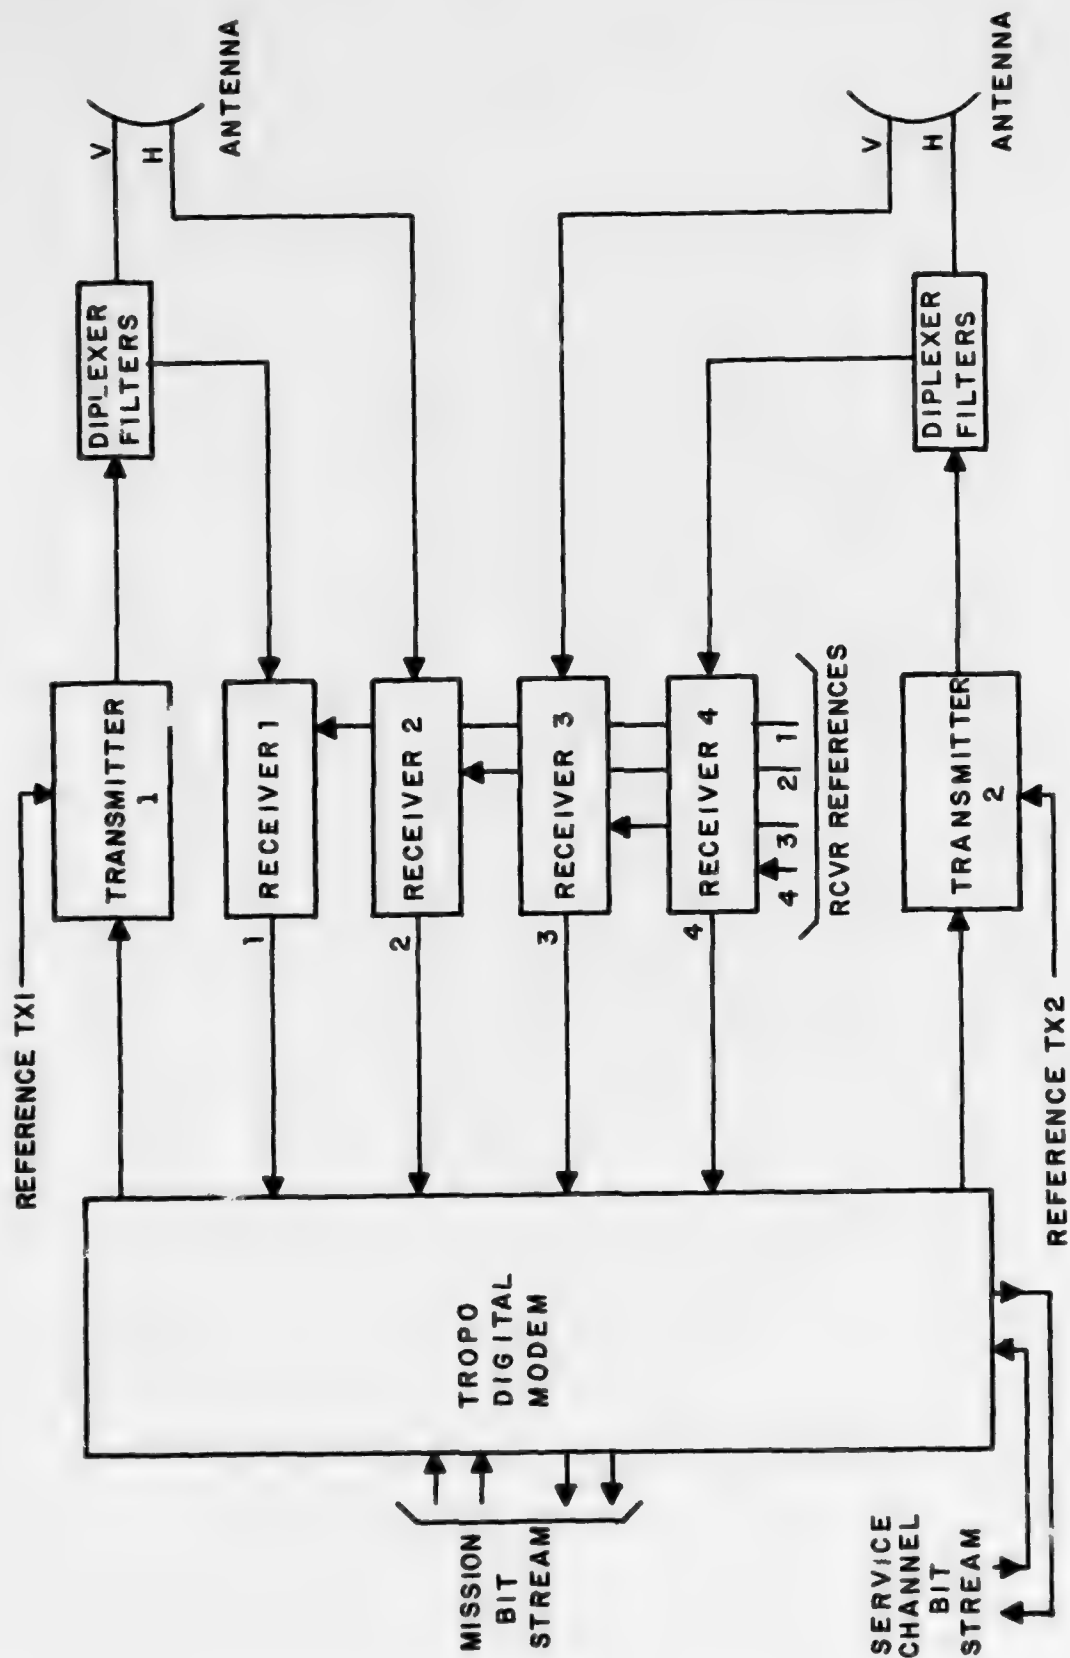 REFERENCE TX1
TRANSMITTER
1
DIPLEXER
FILTERS
V
H
ANTENNA
1
RECEIVER 1
2
RECEIVER 2
3
RECEIVER 3
4
RECEIVER 4
4 3 2 1
RCVR REFERENCES
TROPO
DIGITAL
MODEM
MISSION
BIT
STREAM
SERVICE
CHANNEL
BIT
STREAM
V
H
ANTENNA
DIPLEXER
FILTERS
TRANSMITTER
2
REFERENCE TX2